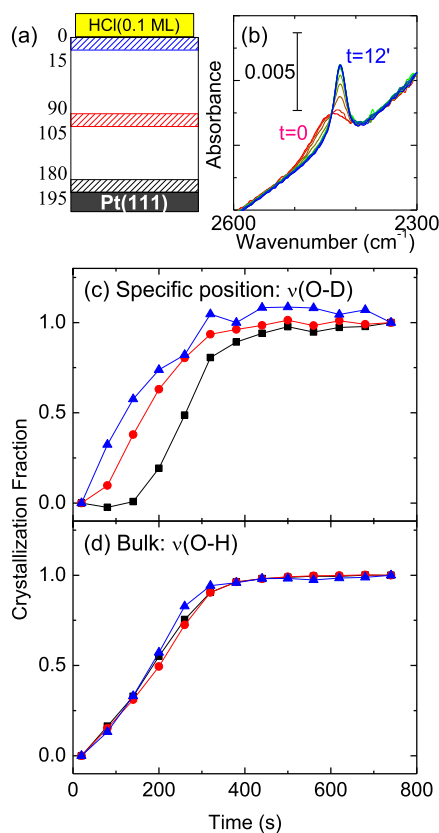 (a)
HCl(0.1 ML)
0
15
90
105
180
195
Pt(111)
(b)
t=12'
0.005
t=0
Absorbance
2600
2300
Wavenumber (cm⁻¹)
(c) Specific position: ν(O-D)
1.0
0.5
0.0
Crystallization Fraction
(d) Bulk: ν(O-H)
1.0
0.5
0.0
0
200
400
600
800
Time (s)